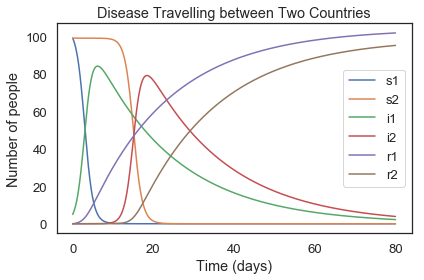 Disease Travelling between Two Countries
Number of people
100
80
60
40
20
0
s1
s2
i1
i2
r1
r2
0 20 40 60 80
Time (days)